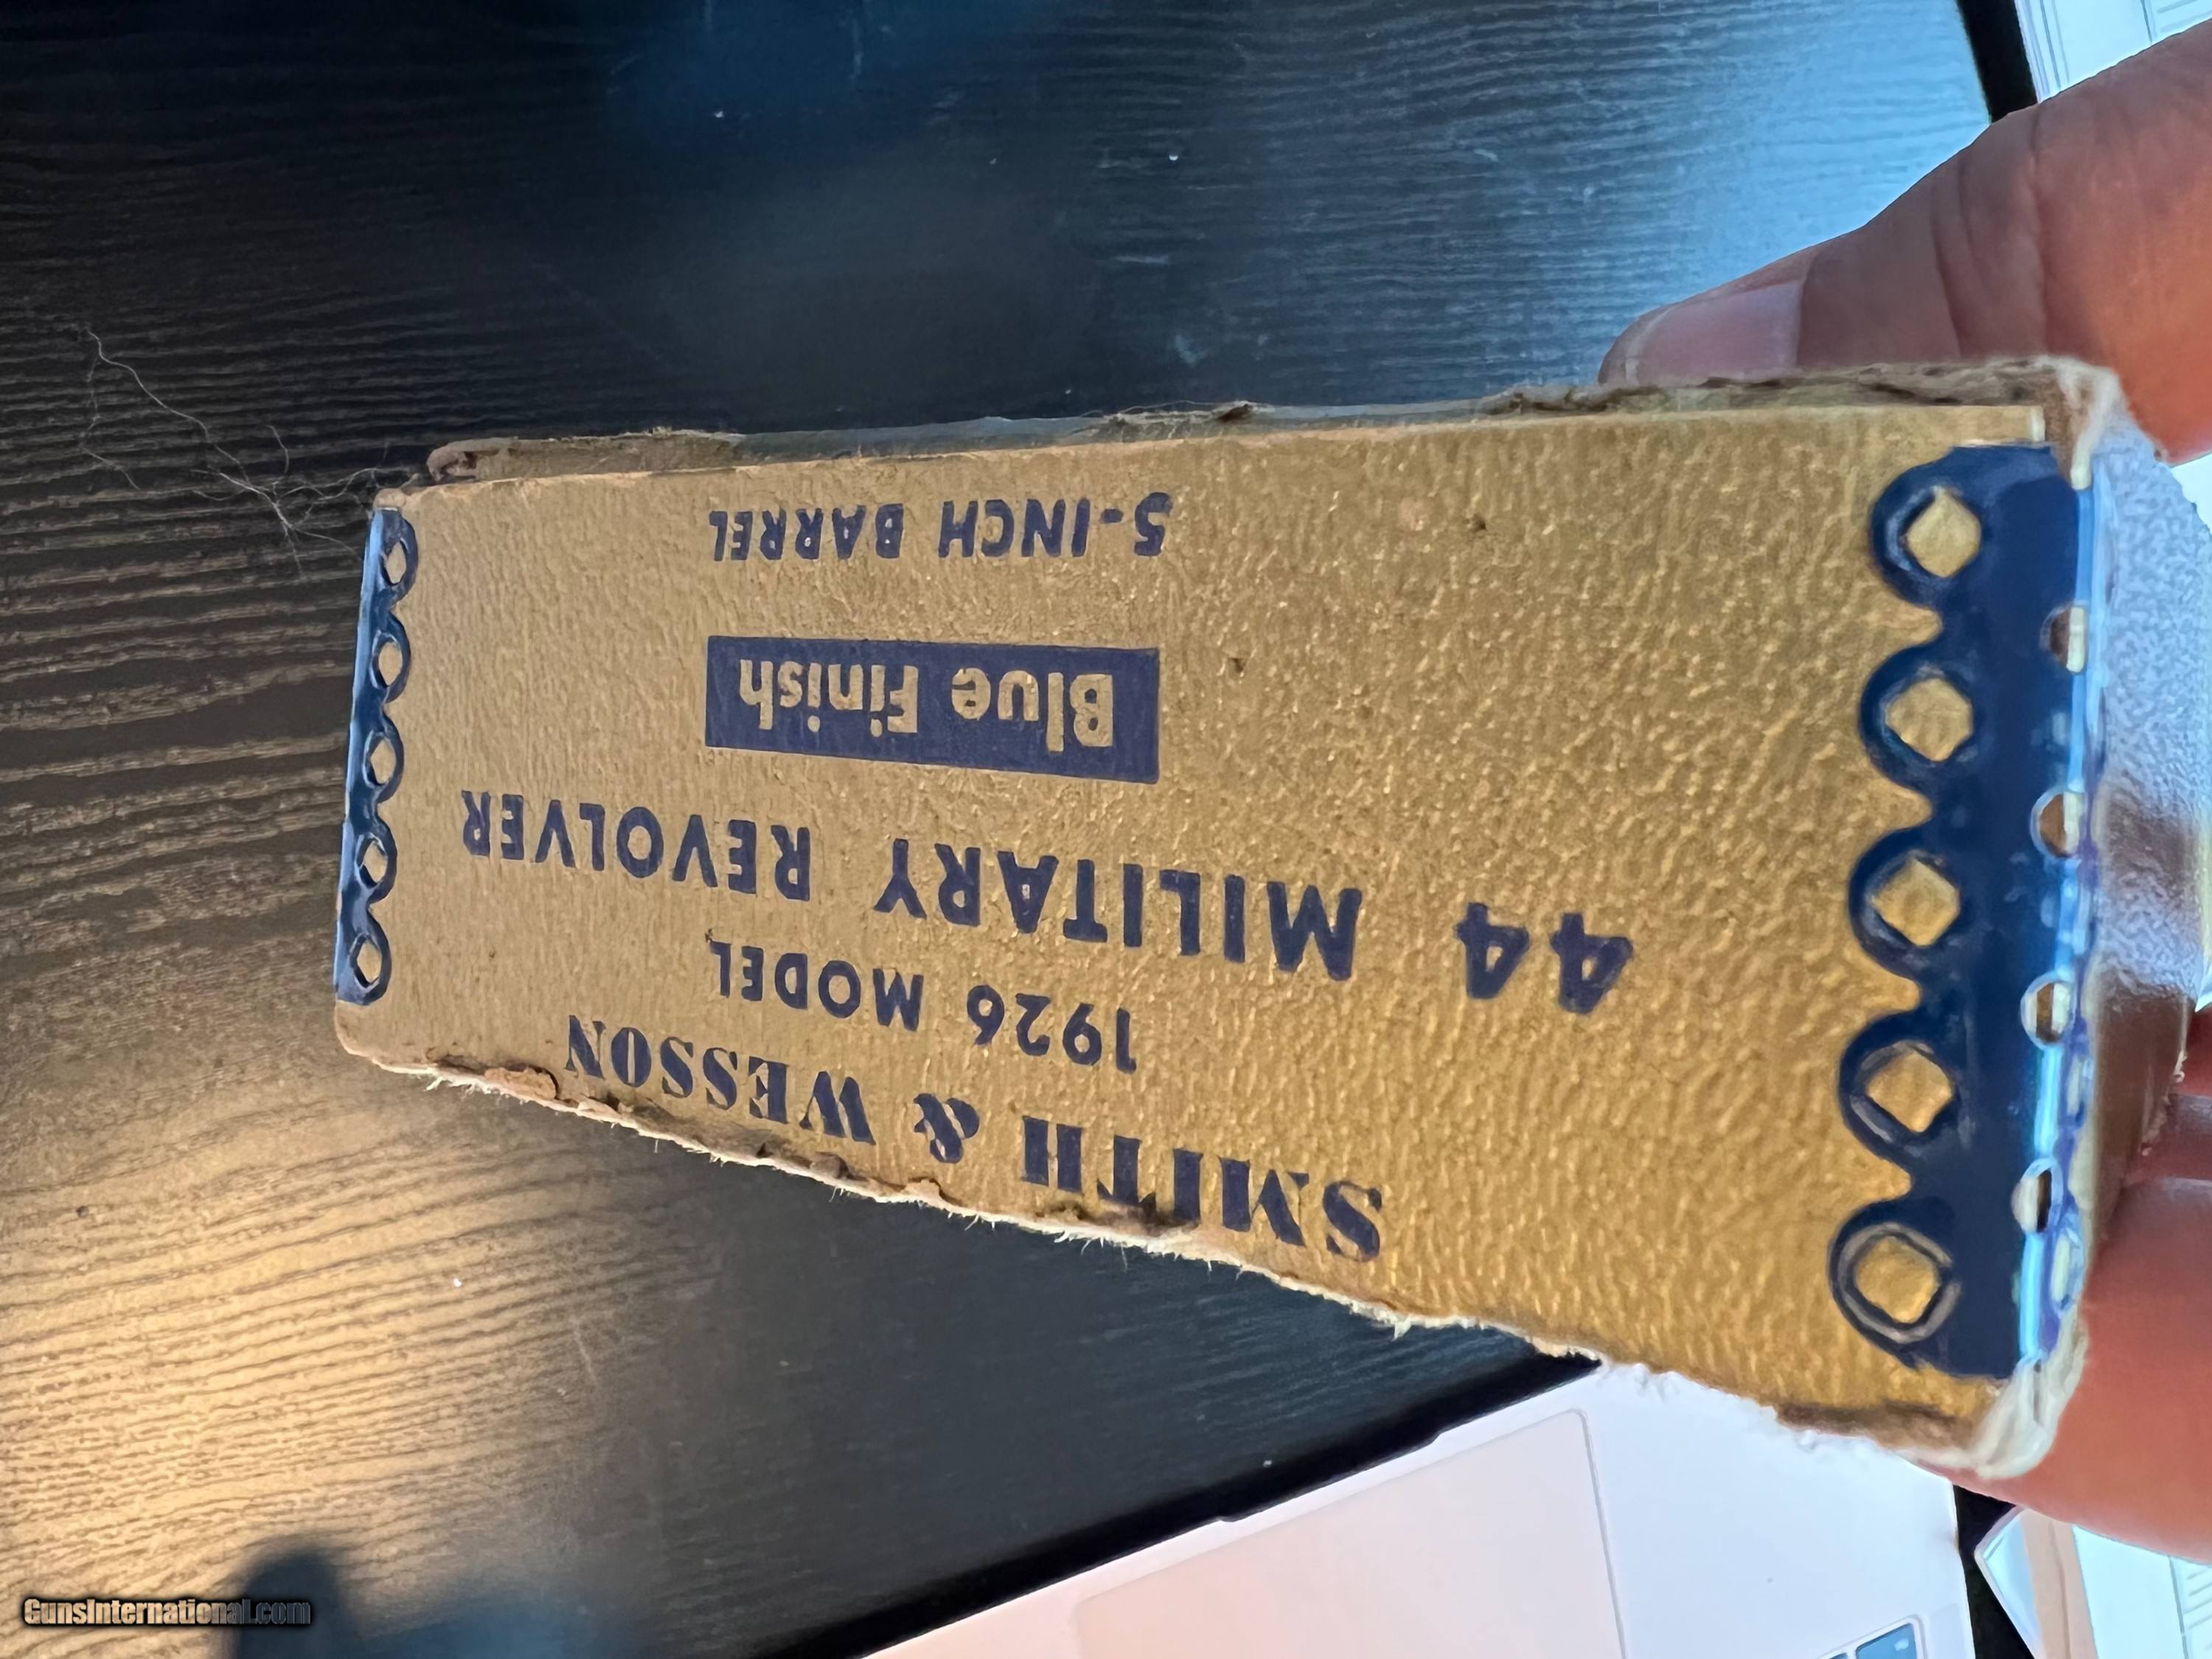 SMITH & WESSON
1926 MODEL
44 MILITARY REVOLVER
Blue Finish
5-INCH BARREL
GunsInternational.com